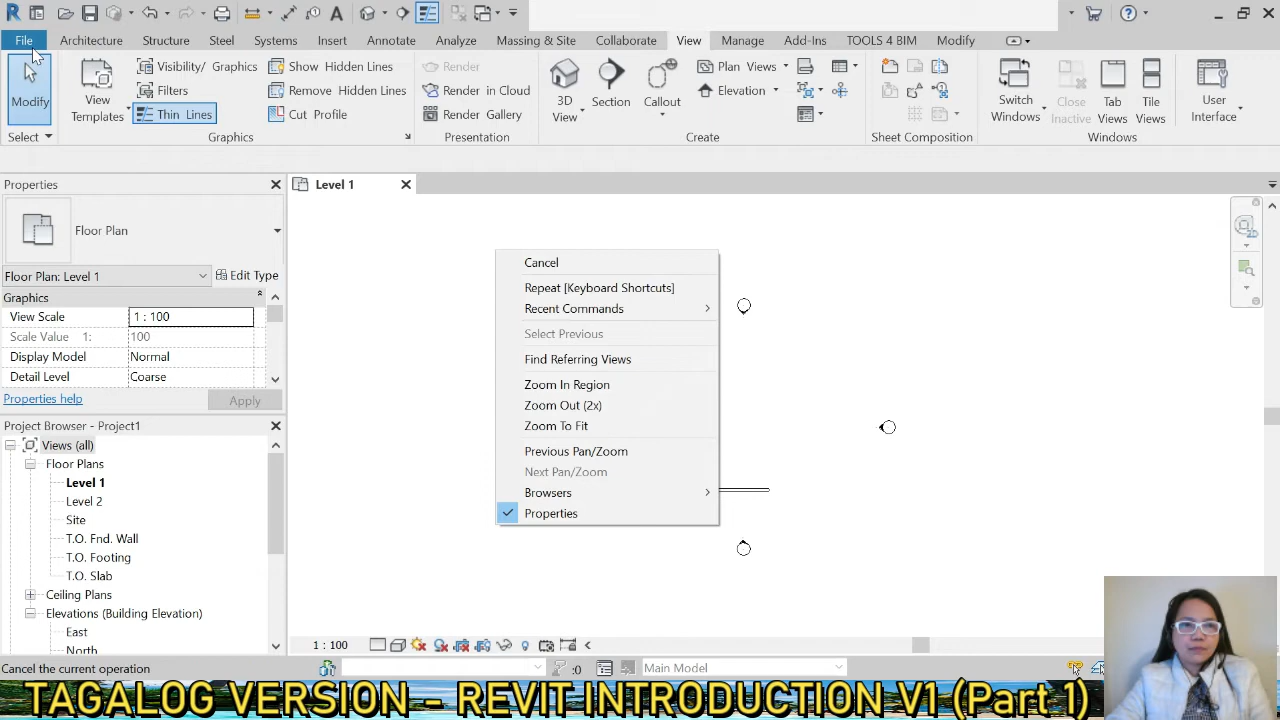 File Architecture Structure Steel Systems Insert Annotate Analyze Massing & Site Collaborate View Manage Add-Ins TOOLS 4 BIM Modify
Modify
Select
View Templates
Visibility/ Graphics
Filters
Thin Lines
Show Hidden Lines
Remove Hidden Lines
Cut Profile
Graphics
Render
Render in Cloud
Render Gallery
Presentation
3D View
Section
Callout
Plan Views
Elevation
Create
Sheet Composition
Switch Windows
Close Inactive
Tab Views
Tile Views
Windows
User Interface
Properties
Floor Plan
Floor Plan: Level 1
Edit Type
Graphics
View Scale 1 : 100
Scale Value 1: 100
Display Model Normal
Detail Level Coarse
Properties help
Apply
Project Browser - Project1
Views (all)
Floor Plans
Level 1
Level 2
Site
T.O. Fnd. Wall
T.O. Footing
T.O. Slab
Ceiling Plans
Elevations (Building Elevation)
East
North
Level 1
Cancel
Repeat [Keyboard Shortcuts]
Recent Commands
Select Previous
Find Referring Views
Zoom In Region
Zoom Out (2x)
Zoom To Fit
Previous Pan/Zoom
Next Pan/Zoom
Browsers
Properties
1 : 100
Cancel the current operation
:0
Main Model
TAGALOG VERSION - REVIT INTRODUCTION V1 (Part 1)